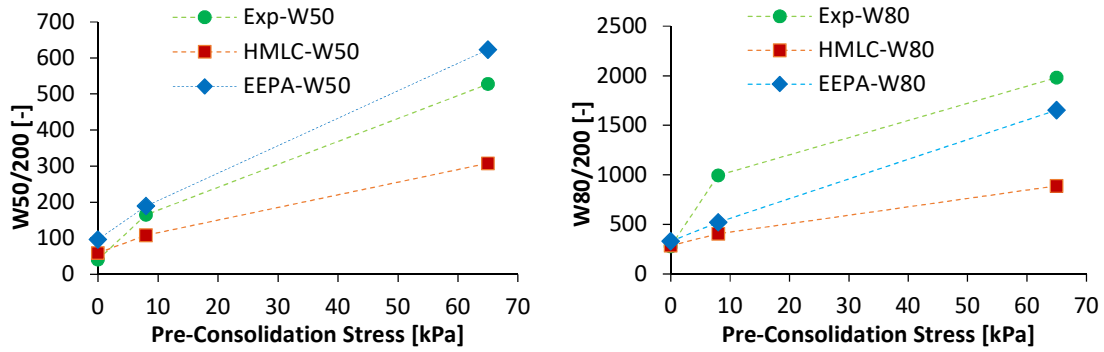 700
600
500
400
300
200
100
0
W50/200 [-]
Exp-W50
HMLC-W50
EEPA-W50
0 10 20 30 40 50 60 70
Pre-Consolidation Stress [kPa]
2500
2000
1500
1000
500
0
W80/200 [-]
Exp-W80
HMLC-W80
EEPA-W80
0 10 20 30 40 50 60 70
Pre-Consolidation Stress [kPa]